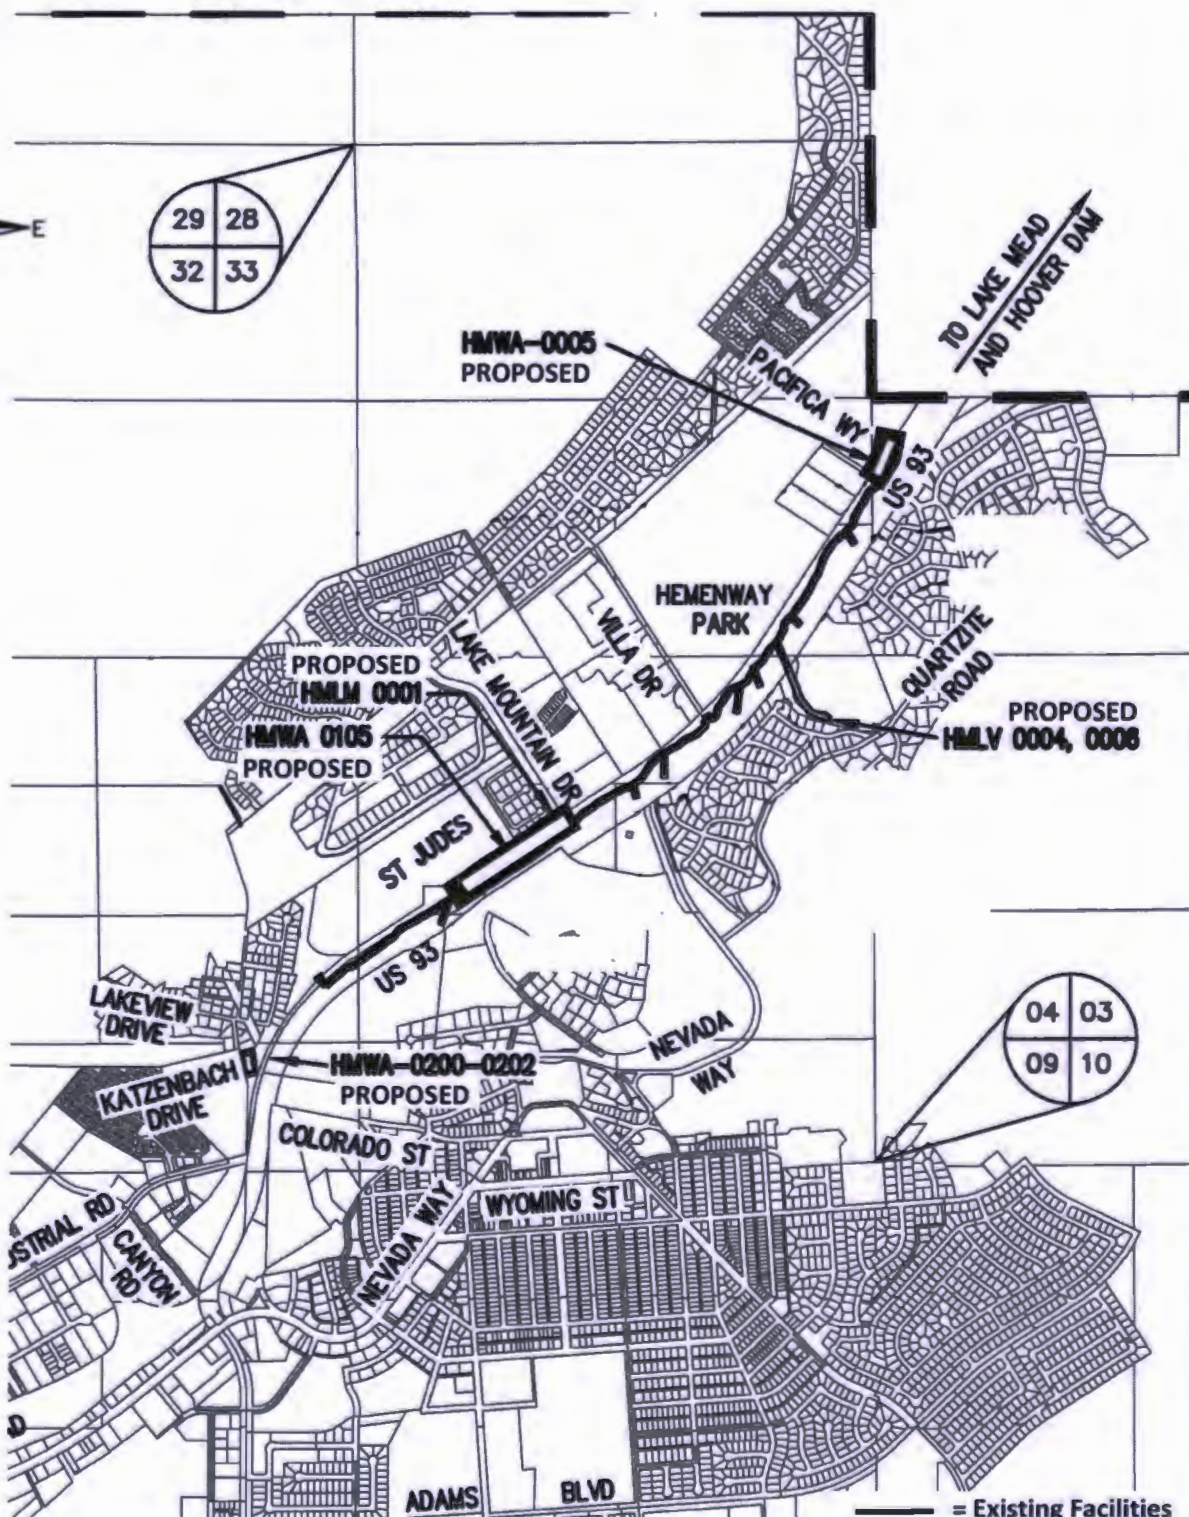 E
29 28
32 33
TO LAKE MEAD
AND HOOVER DAM
HMWA-0005
PROPOSED
PACIFICA WY
US 93
HEMENWAY
PARK
VILLA DR
LAKE MOUNTAIN DR
QUARTZITE
ROAD
PROPOSED
HMLM 0001
HMWA 0105
PROPOSED
PROPOSED
HMLV 0004, 0006
ST JUDES
US 93
LAKEVIEW
DRIVE
NEVADA
WAY
04 03
09 10
HMWA-0200-0202
PROPOSED
KATZENBACH
DRIVE
COLORADO ST
WYOMING ST
NEVADA WAY
USTRIAL RD
CANYON
RD
ADAMS BLVD
= Existing Facilities